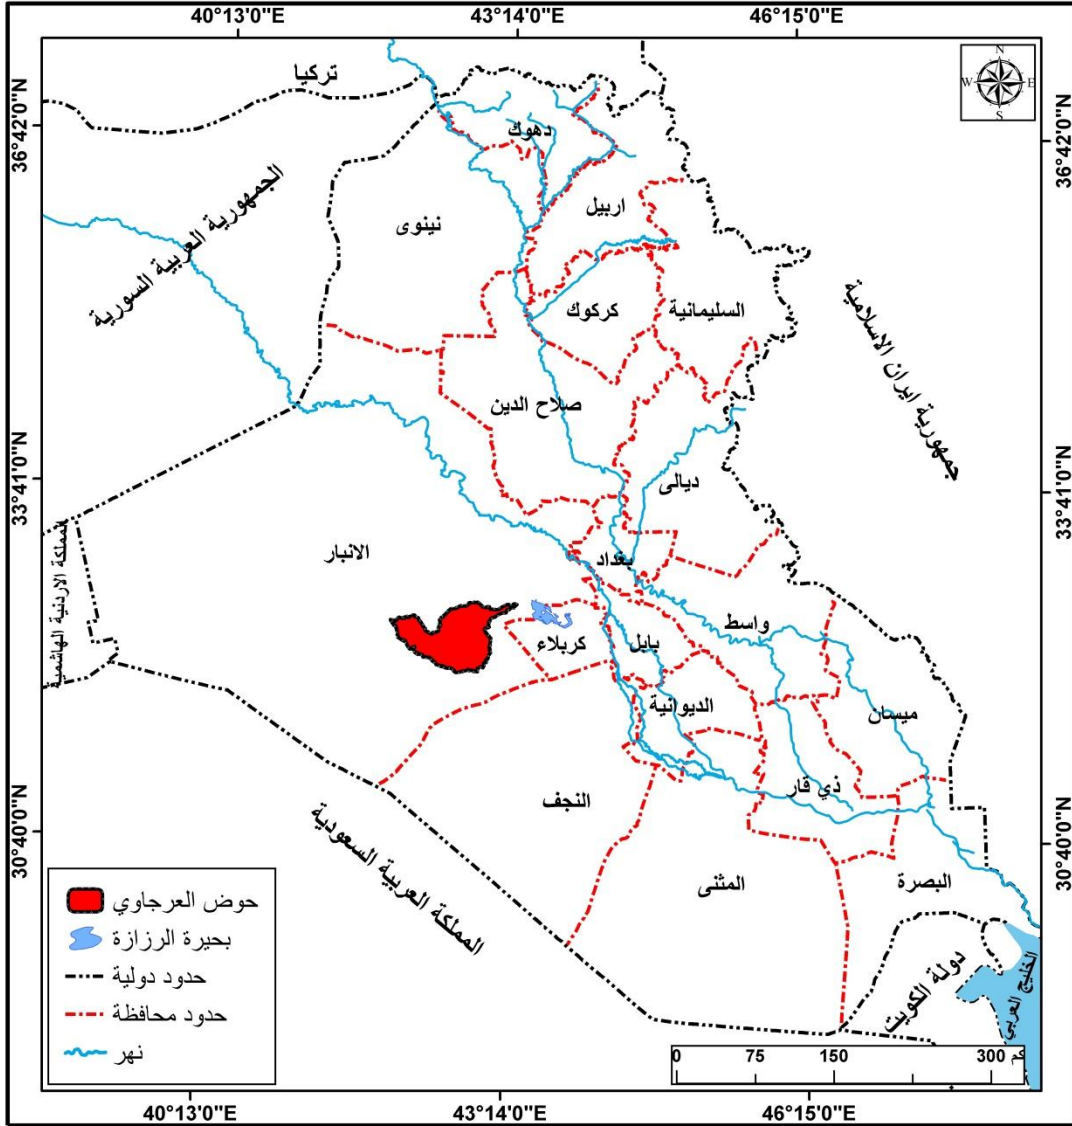 40°13'0"E 43°14'0"E 46°15'0"E
N
W E
S
تركيا
36°42'0"N
36°42'0"N
دهوك
الجمهورية العربية السورية
نينوى
اربيل
كركوك
السليمانية
جمهورية ايران الاسلامية
صلاح الدين
33°41'0"N
33°41'0"N
ديالى
المملكة الاردنية الهاشمية
الانبار
بغداد
واسط
كربلاء
بابل
الديوانية
ميسان
ذي قار
النجف
30°40'0"N
30°40'0"N
المملكة العربية السعودية
المثنى
البصرة
دولة الكويت
الخليج العربي
حوض العرجاوي
بحيرة الرزازة
حدود دولية
حدود محافظة
نهر
0 75 150 300 كم
40°13'0"E 43°14'0"E 46°15'0"E